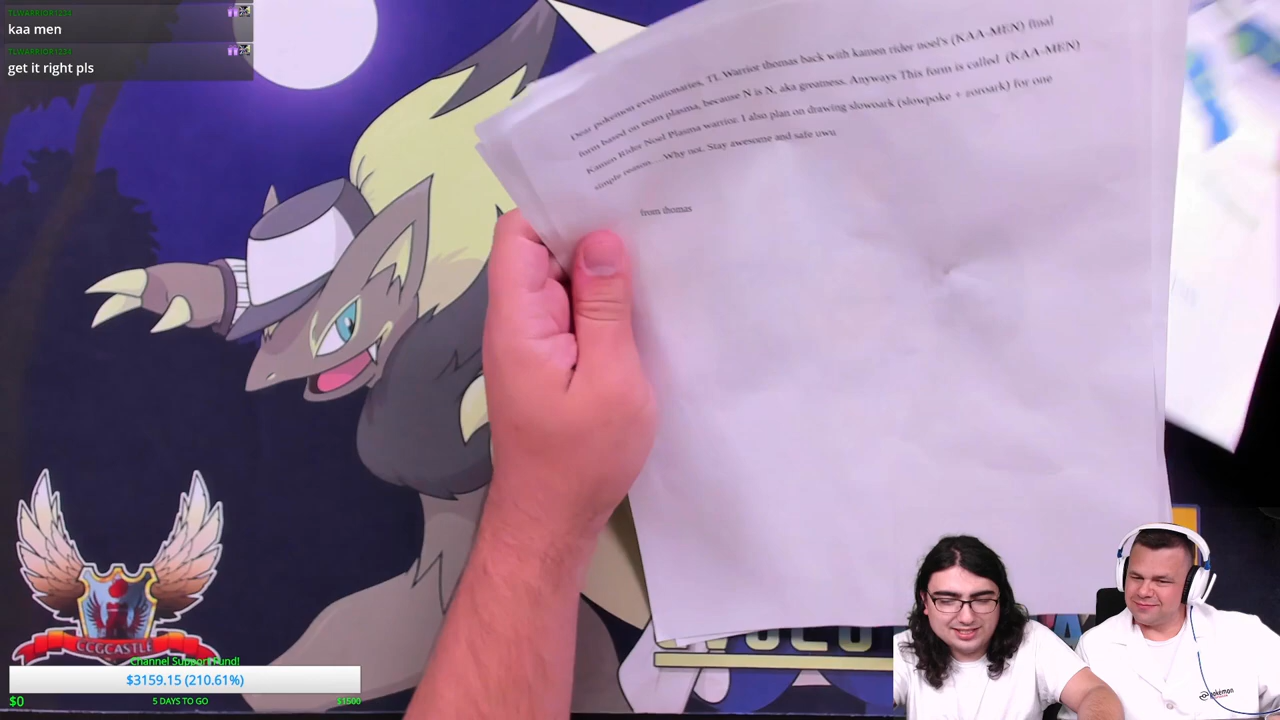 TLWARRIOR1234
kaa men
TLWARRIOR1234
get it right pls
Dear pokemon evolutionaries, TL Warrior thomas back with kamen rider noel's (KAA-MEN) final
form based on team plasma, because N is N, aka greatness. Anyways This form is called (KAA-MEN)
Kamen Rider Noel Plasma warrior. I also plan on drawing slowoark (slowpoke + zoroark) for one
simple reason....Why not. Stay awesome and safe uwu
from thomas
CCGCASTLE
Channel Support Fund!
$3159.15 (210.61%)
$0
5 DAYS TO GO
$1500
pokémon